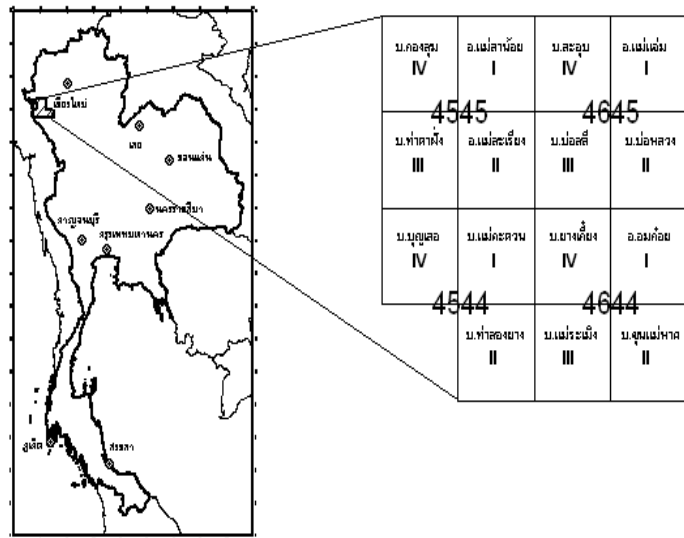 เชียงใหม่
เลย
ขอนแก่น
นครราชสีมา
กาญจนบุรี
กรุงเทพมหานคร
ภูเก็ต
สงขลา
บ.กองสุม อ.แม่ลาน้อย บ.สะอุบ อ.แม่แจ่ม
IV I IV I
4545 4645
บ.ท่าตาฝั่ง อ.แม่สะเรียง บ.บ่อสลี บ.บ่อหลวง
III II III II
บ.บุญเลอ บ.แม่คะตวน บ.ยางเคี้ยง อ.อมก๋อย
IV I IV I
4544 4644
บ.ท่าสองยาง บ.แม่ระเมิง บ.ขุนแม่หาด
II III II